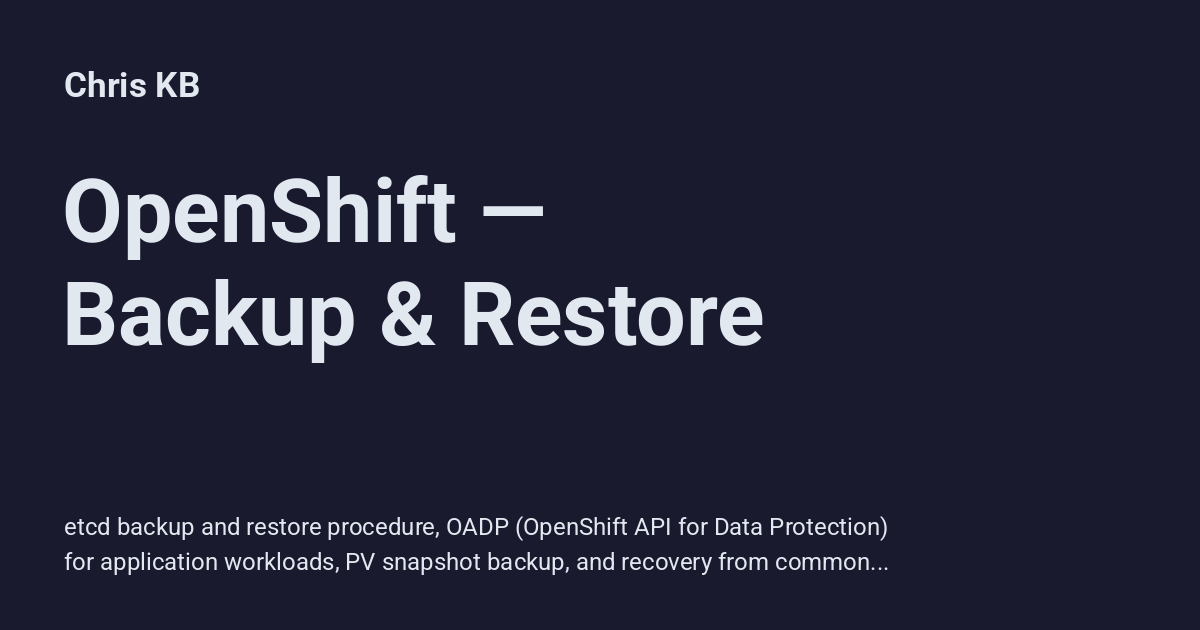 Chris KB
OpenShift —
Backup & Restore
etcd backup and restore procedure, OADP (OpenShift API for Data Protection)
for application workloads, PV snapshot backup, and recovery from common...